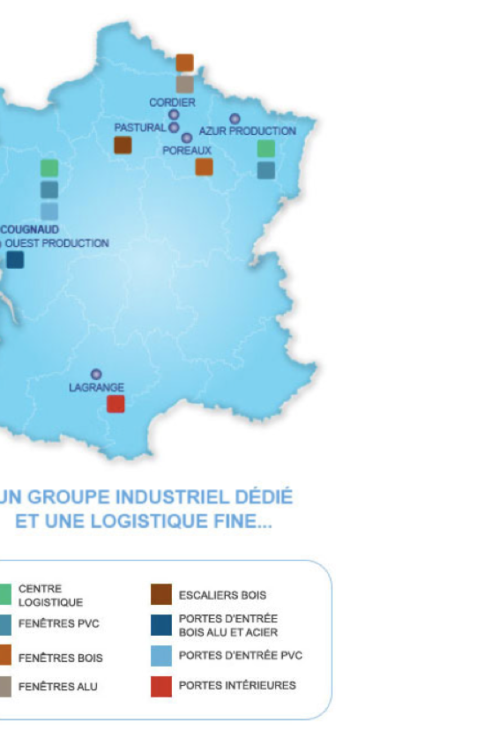 CORDIER
PASTURAL
AZUR PRODUCTION
POREAUX
COUGNAUD
OUEST PRODUCTION
LAGRANGE
UN GROUPE INDUSTRIEL DÉDIÉ
ET UNE LOGISTIQUE FINE...
CENTRE
LOGISTIQUE
FENÊTRES PVC
FENÊTRES BOIS
FENÊTRES ALU
ESCALIERS BOIS
PORTES D'ENTRÉE
BOIS ALU ET ACIER
PORTES D'ENTRÉE PVC
PORTES INTÉRIEURES